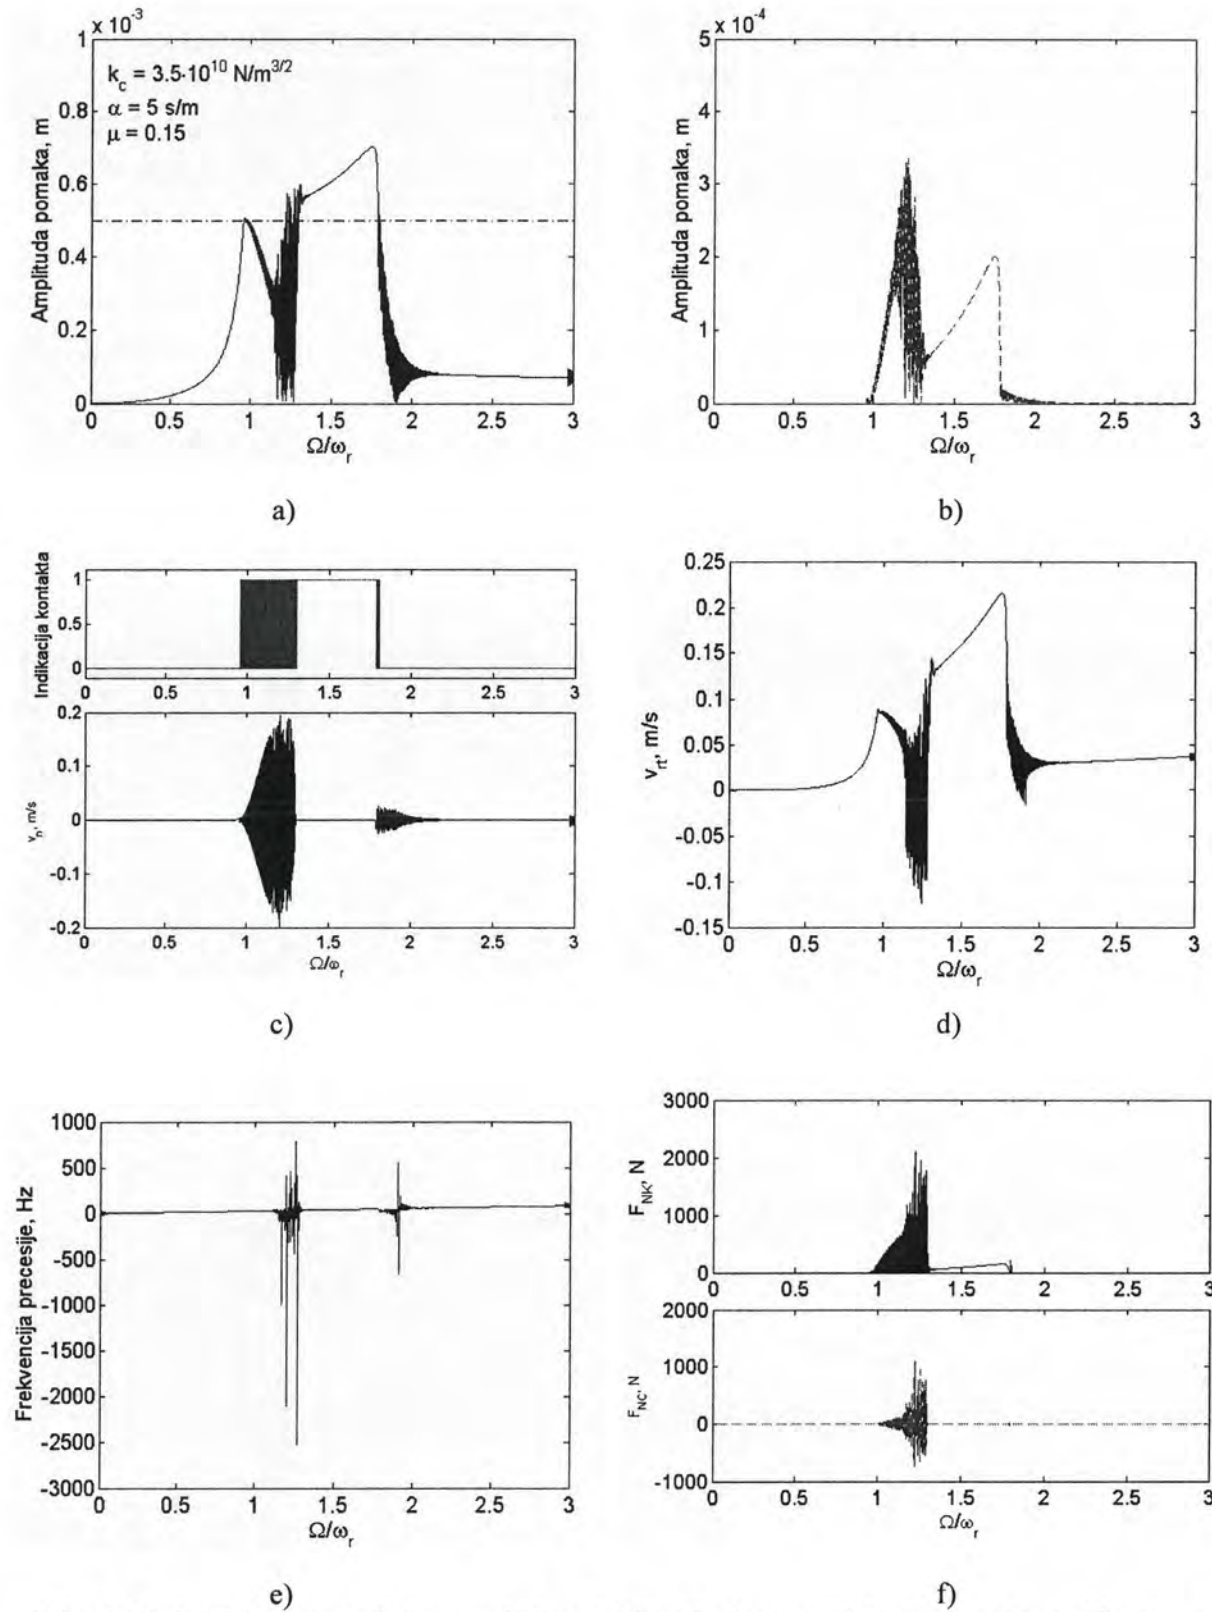 x 10⁻³
1
0.8
0.6
0.4
0.2
0
k_c = 3.5·10¹⁰ N/m^3/2
α = 5 s/m
μ = 0.15
Amplituda pomaka, m
0 0.5 1 1.5 2 2.5 3
Ω/ω_r
a)
x 10⁻⁴
5
4
3
2
1
0
Amplituda pomaka, m
0 0.5 1 1.5 2 2.5 3
Ω/ω_r
b)
Indikacija kontakta
1
0.5
0
0 0.5 1 1.5 2 2.5 3
0.2
0.1
0
-0.1
-0.2
v_n, m/s
0 0.5 1 1.5 2 2.5 3
Ω/ω_r
c)
0.25
0.2
0.15
0.1
0.05
0
-0.05
-0.1
-0.15
v_rt, m/s
0 0.5 1 1.5 2 2.5 3
Ω/ω_r
d)
1000
500
0
-500
-1000
-1500
-2000
-2500
-3000
Frekvencija precesije, Hz
0 0.5 1 1.5 2 2.5 3
Ω/ω_r
e)
3000
2000
1000
0
F_NK, N
0 0.5 1 1.5 2 2.5 3
2000
1000
0
-1000
F_NC, N
0 0.5 1 1.5 2 2.5 3
Ω/ω_r
f)